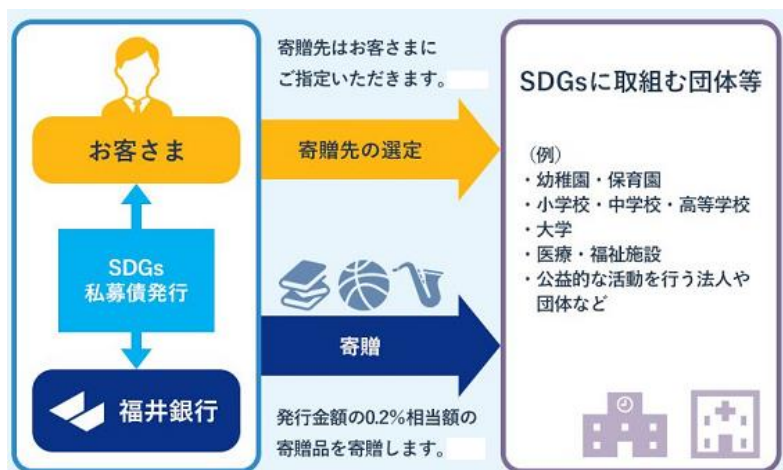 お客さま
SDGs
私募債発行
福井銀行
寄贈先はお客さまに
ご指定いただきます。
寄贈先の選定
寄贈
発行金額の0.2%相当額の
寄贈品を寄贈します。
SDGsに取組む団体等
（例）
・幼稚園・保育園
・小学校・中学校・高等学校
・大学
・医療・福祉施設
・公益的な活動を行う法人や
団体など